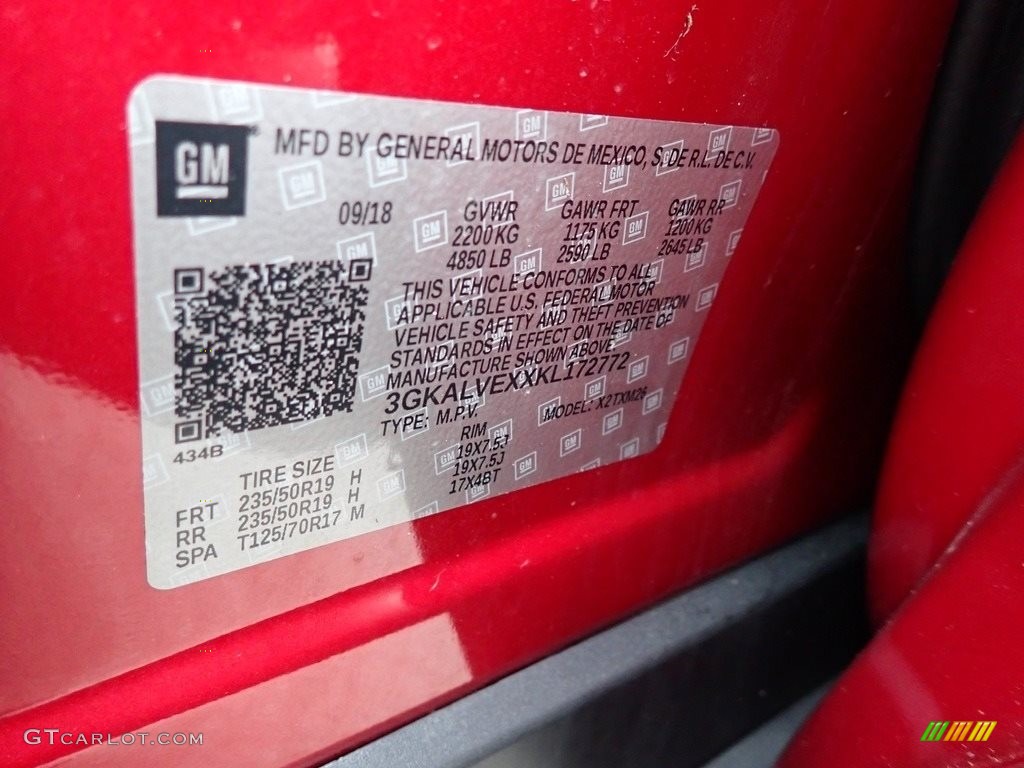 GM
MFD BY GENERAL MOTORS DE MEXICO, S. DE R.L. DE C.V.
09/18 GVWR GAWR FRT GAWR RR
2200 KG 1175 KG 1200 KG
4850 LB 2590 LB 2645 LB
THIS VEHICLE CONFORMS TO ALL
APPLICABLE U.S. FEDERAL MOTOR
VEHICLE SAFETY AND THEFT PREVENTION
STANDARDS IN EFFECT ON THE DATE OF
MANUFACTURE SHOWN ABOVE
3GKALVEXXKL172772
TYPE: M.P.V. MODEL: X2TXM26
434B
TIRE SIZE RIM
FRT 235/50R19 H 19X7.5J
RR 235/50R19 H 19X7.5J
SPA T125/70R17 M 17X4BT
GTCARLOT.COM